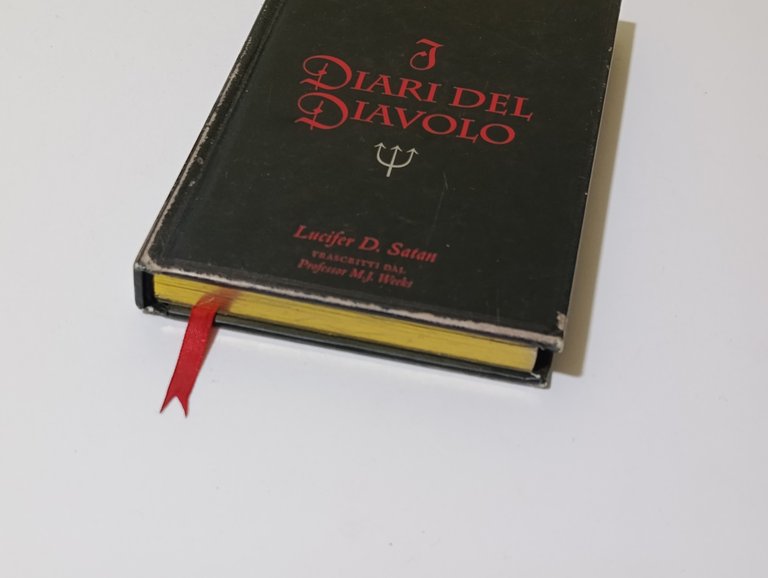 I
DIARI DEL
DIAVOLO
Lucifer D. Satan
TRASCRITTI DAL
Professor M.J. Weeks